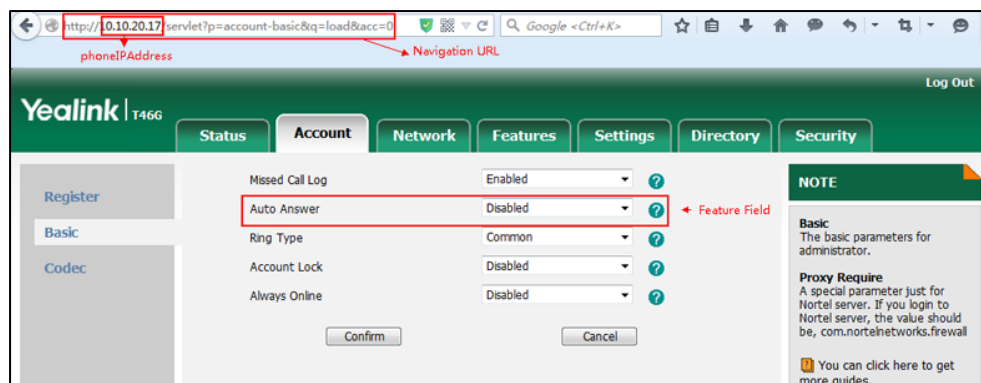 http://10.10.20.17/servlet?p=account-basic&q=load&acc=0
Google <Ctrl+K>
phoneIPAddress
Navigation URL
Log Out
Yealink T46G
Status Account Network Features Settings Directory Security
Register
Basic
Codec
Missed Call Log Enabled ?
Auto Answer Disabled ? Feature Field
Ring Type Common ?
Account Lock Disabled ?
Always Online Disabled ?
Confirm Cancel
NOTE
Basic
The basic parameters for
administrator.
Proxy Require
A special parameter just for
Nortel server. If you login to
Nortel server, the value should
be, com.nortelnetworks.firewall
? You can click here to get
more guides.